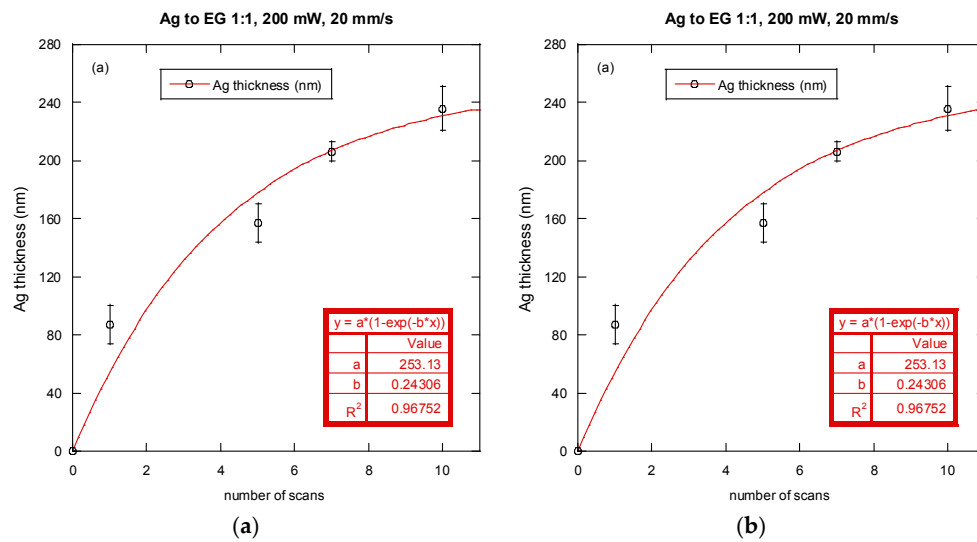 Ag to EG 1:1, 200 mW, 20 mm/s
280
240
200
160
120
80
40
0
Ag thickness (nm)
(a)
Ag thickness (nm)
y = a*(1-exp(-b*x))
Value
a 253.13
b 0.24306
R² 0.96752
0 2 4 6 8 10
number of scans
(a)
Ag to EG 1:1, 200 mW, 20 mm/s
280
240
200
160
120
80
40
0
Ag thickness (nm)
(a)
Ag thickness (nm)
y = a*(1-exp(-b*x))
Value
a 253.13
b 0.24306
R² 0.96752
0 2 4 6 8 10
number of scans
(b)